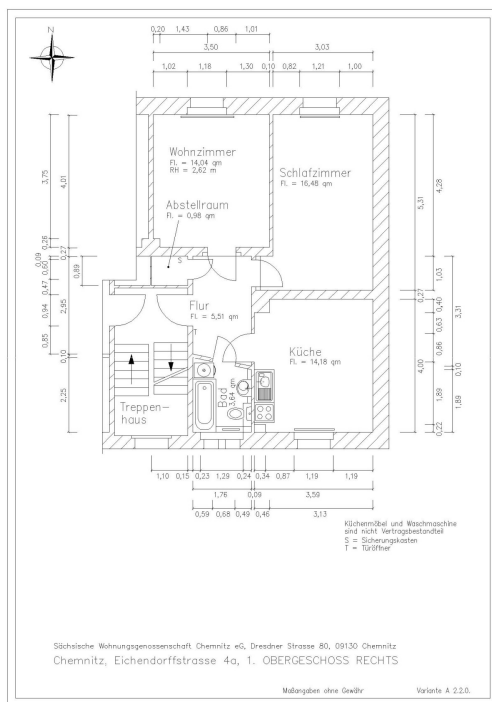 N
0,20 1,43 0,86 1,01
3,50 3,03
1,02 1,18 1,30 0,10 0,82 1,21 1,00
Wohnzimmer
Fl. = 14,04 qm
RH = 2,62 m
Schlafzimmer
Fl. = 16,48 qm
Abstellraum
Fl. = 0,98 qm
S
Flur
Fl. = 5,51 qm
Küche
Fl. = 14,18 qm
Bad
3,64 qm
Treppen-
haus
3,75
0,26
0,09
0,60
0,47
0,94
0,85
4,01
0,27
2,95
0,10
2,25
0,89
5,31
0,27
4,00
4,28
1,03
0,40
0,63
0,86
1,89
0,22
3,31
0,10
1,89
1,10 0,15 0,23 1,29 0,24 0,34 0,87 1,19 1,19
1,76 0,09 3,59
0,59 0,68 0,49 0,46 3,13
Küchenmöbel und Waschmaschine
sind nicht Vertragsbestandteil
S = Sicherungskasten
T = Türöffner
Sächsische Wohnungsgenossenschaft Chemnitz eG, Dresdner Strasse 80, 09130 Chemnitz
Chemnitz, Eichendorffstrasse 4a, 1. OBERGESCHOSS RECHTS
Maßangaben ohne Gewähr Variante A 2.2.0.